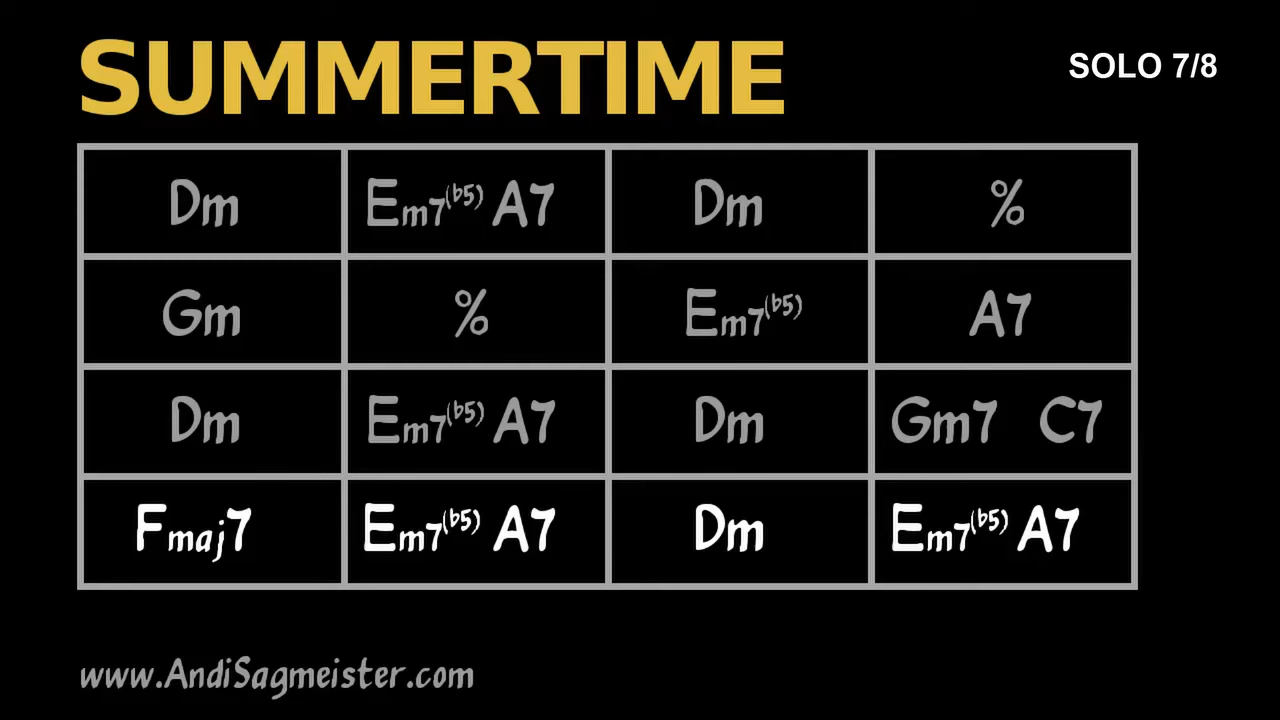 SUMMERTIME
SOLO 7/8
Dm Em7(b5) A7 Dm %
Gm % Em7(b5) A7
Dm Em7(b5) A7 Dm Gm7 C7
Fmaj7 Em7(b5) A7 Dm Em7(b5) A7
www.AndiSagmeister.com